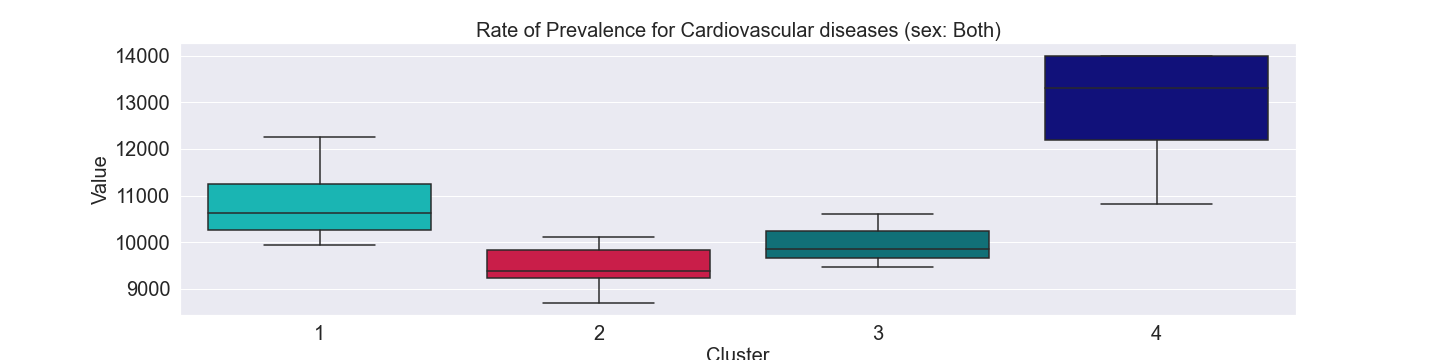 Rate of Prevalence for Cardiovascular diseases (sex: Both)
14000
13000
12000
11000
10000
9000
Value
1 2 3 4
Cluster